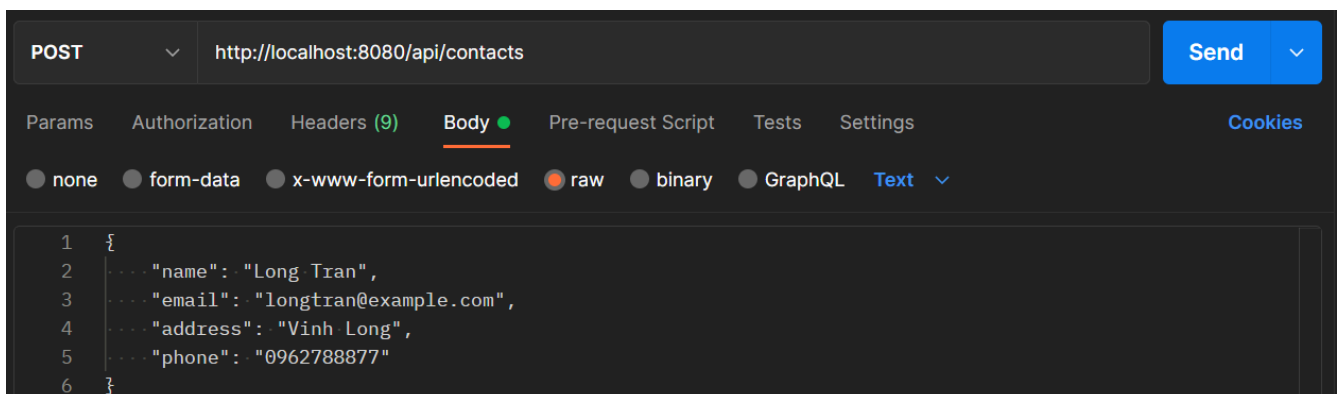 POST http://localhost:8080/api/contacts Send
Params Authorization Headers (9) Body Pre-request Script Tests Settings Cookies
none form-data x-www-form-urlencoded raw binary GraphQL Text
1 {
2 "name": "Long Tran",
3 "email": "longtran@example.com",
4 "address": "Vinh Long",
5 "phone": "0962788877"
6 }